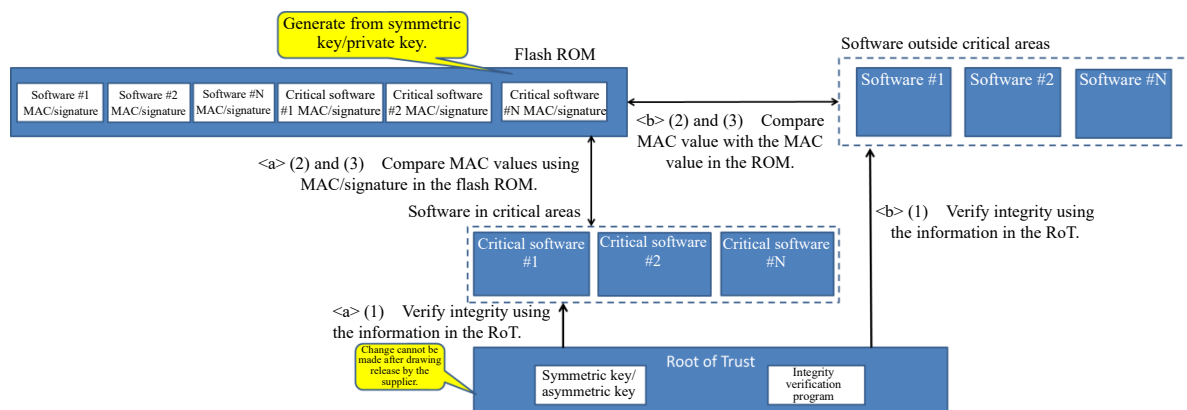 Generate from symmetric
key/private key.
Flash ROM
Software #1
MAC/signature
Software #2
MAC/signature
Software #N
MAC/signature
Critical software
#1 MAC/signature
Critical software
#2 MAC/signature
Critical software
#N MAC/signature
Software outside critical areas
Software #1
Software #2
Software #N
<b> (2) and (3) Compare
MAC value with the MAC
value in the ROM.
<a> (2) and (3) Compare MAC values using
MAC/signature in the flash ROM.
Software in critical areas
Critical software
#1
Critical software
#2
Critical software
#N
<b> (1) Verify integrity using
the information in the RoT.
<a> (1) Verify integrity using
the information in the RoT.
Change cannot be
made after drawing
release by the
supplier.
Root of Trust
Symmetric key/
asymmetric key
Integrity
verification
program